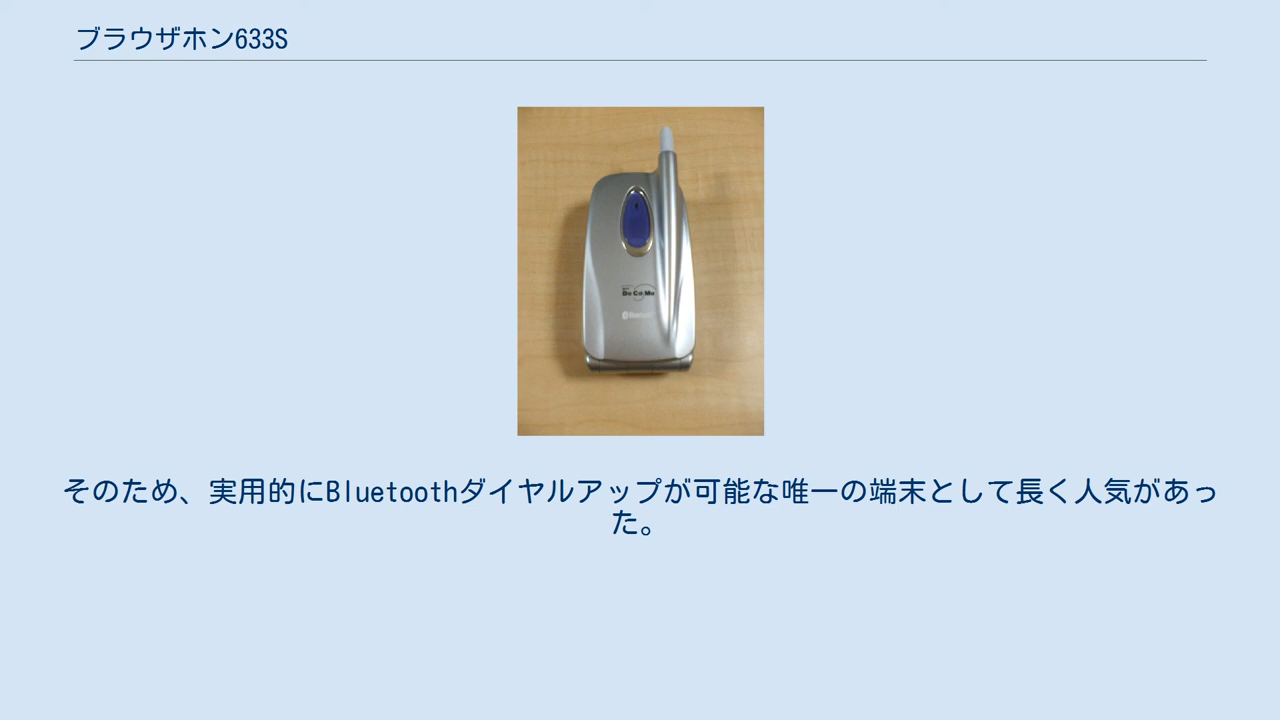 ブラウザホン633S
DoCoMo
Bluetooth
そのため、実用的にBluetoothダイヤルアップが可能な唯一の端末として長く人気があっ
た。